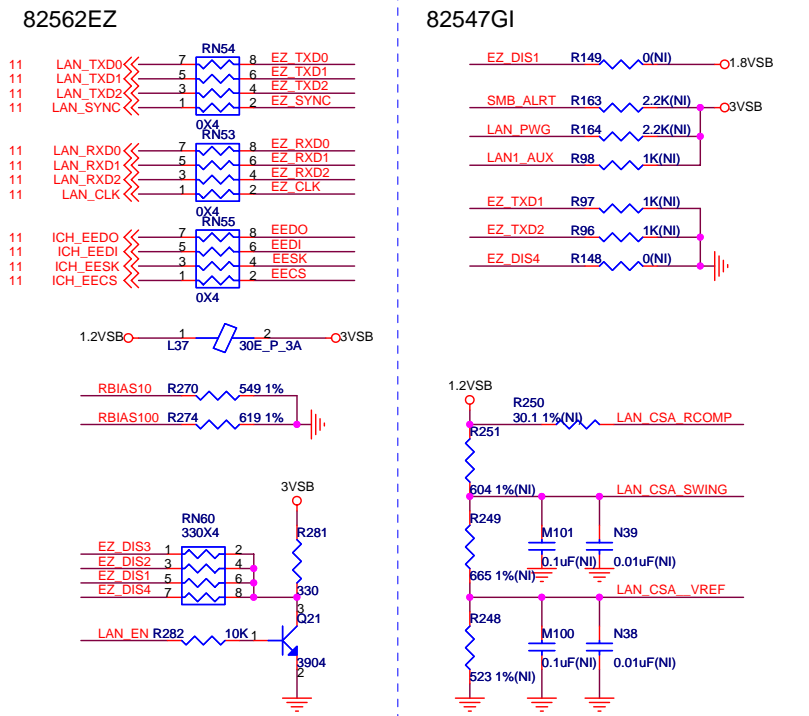 82562EZ
RN54
11 LAN_TXD0 7 8 EZ_TXD0
11 LAN_TXD1 5 6 EZ_TXD1
11 LAN_TXD2 3 4 EZ_TXD2
11 LAN_SYNC 1 2 EZ_SYNC
0X4
RN53
11 LAN_RXD0 7 8 EZ_RXD0
11 LAN_RXD1 5 6 EZ_RXD1
11 LAN_RXD2 3 4 EZ_RXD2
11 LAN_CLK 1 2 EZ_CLK
0X4
RN55
11 ICH_EEDO 7 8 EEDO
11 ICH_EEDI 5 6 EEDI
11 ICH_EESK 3 4 EESK
11 ICH_EECS 1 2 EECS
0X4
1.2VSB 1 2 3VSB
L37 30E_P_3A
RBIAS10 R270 549 1%
RBIAS100 R274 619 1%
3VSB
RN60
330X4
R281
EZ_DIS3 1 2
EZ_DIS2 3 4
EZ_DIS1 5 6
EZ_DIS4 7 8
330
3
Q21
LAN_EN R282 10K 1
3904
2
82547GI
EZ_DIS1 R149 0(NI) 1.8VSB
SMB_ALRT R163 2.2K(NI) 3VSB
LAN_PWG R164 2.2K(NI)
LAN1_AUX R98 1K(NI)
EZ_TXD1 R97 1K(NI)
EZ_TXD2 R96 1K(NI)
EZ_DIS4 R148 0(NI)
1.2VSB
R250
30.1 1%(NI) LAN_CSA_RCOMP
R251
604 1%(NI) LAN_CSA_SWING
R249
M101 N39
0.1uF(NI) 0.01uF(NI)
665 1%(NI)
LAN_CSA__VREF
R248
M100 N38
0.1uF(NI) 0.01uF(NI)
523 1%(NI)